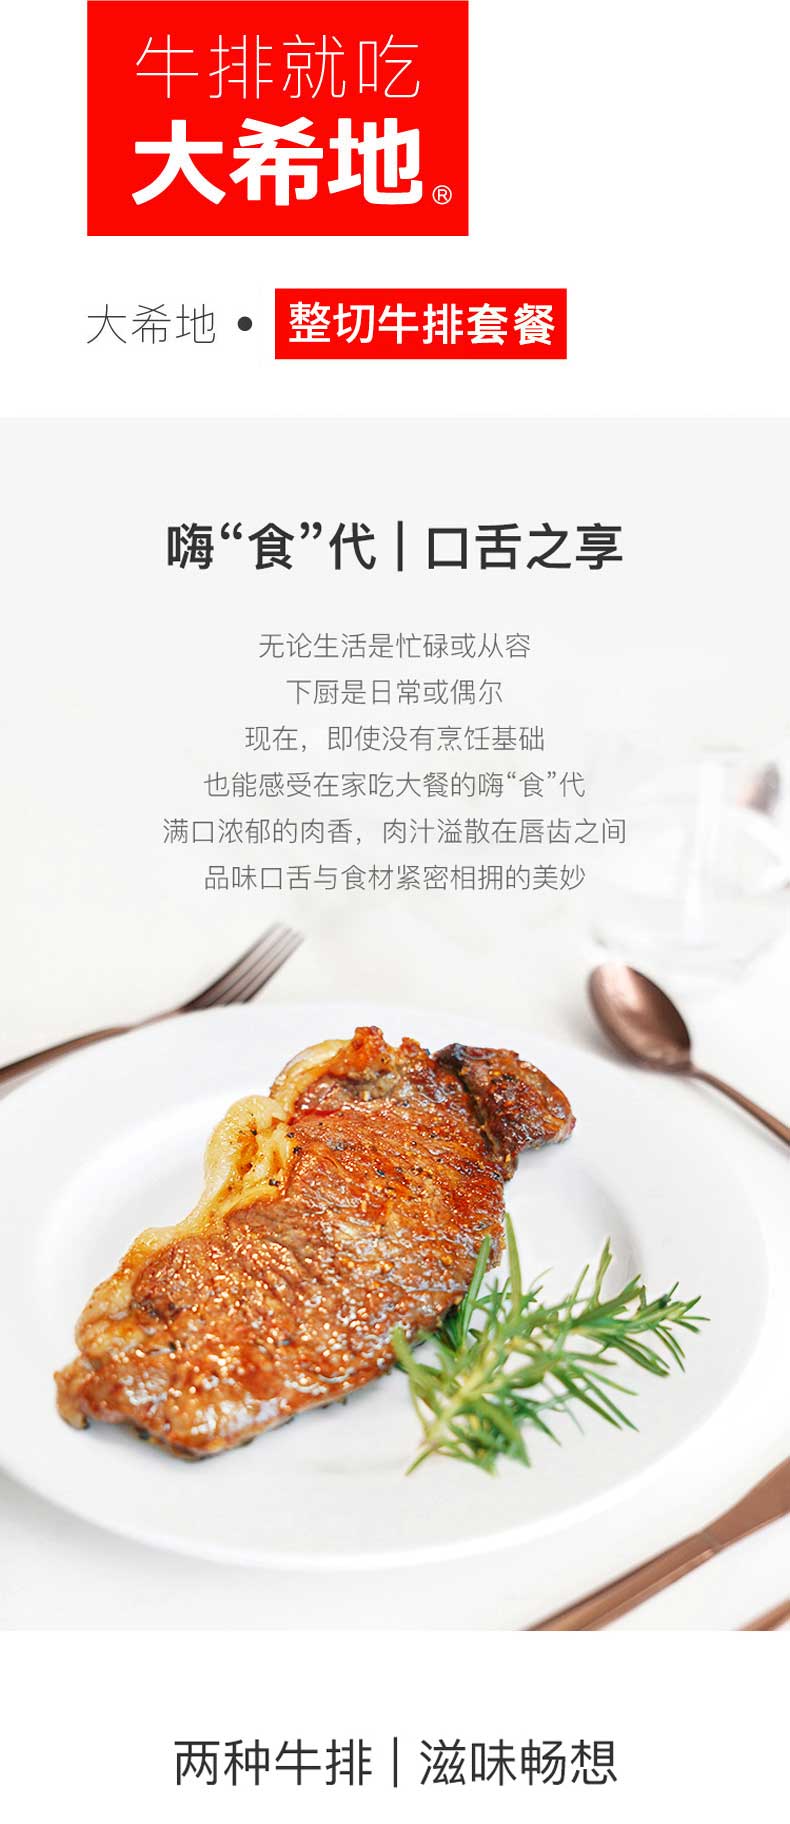 牛排就吃
大希地®
大希地 • 整切牛排套餐
嗨“食”代 | 口舌之享
无论生活是忙碌或从容
下厨是日常或偶尔
现在，即使没有烹饪基础
也能感受在家吃大餐的嗨“食”代
满口浓郁的肉香，肉汁溢散在唇齿之间
品味口舌与食材紧密相拥的美妙
两种牛排 | 滋味畅想